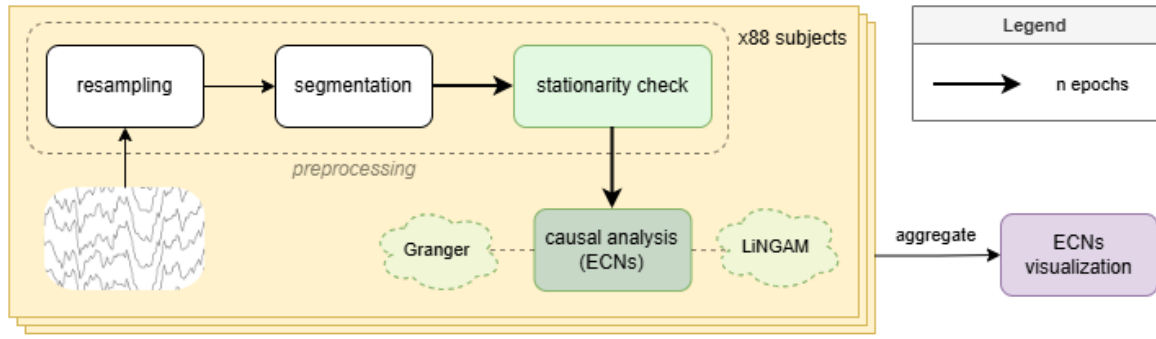 x88 subjects
resampling
segmentation
stationarity check
preprocessing
Granger
causal analysis
(ECNs)
LiNGAM
aggregate
ECNs
visualization
Legend
n epochs